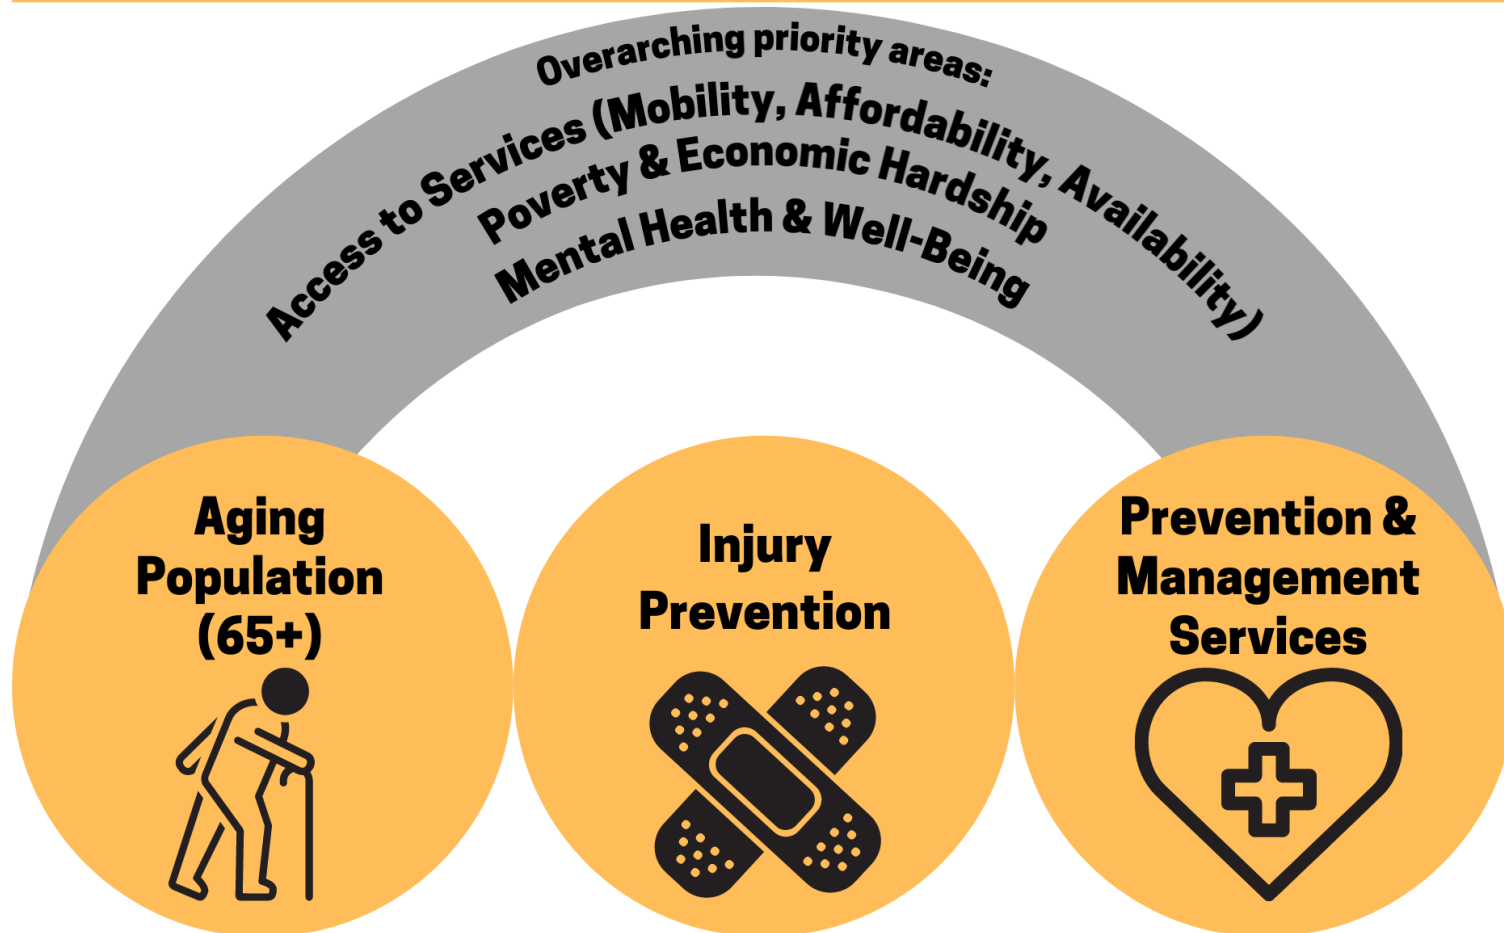 Overarching priority areas:
Access to Services (Mobility, Affordability, Availability)
Poverty & Economic Hardship
Mental Health & Well-Being
Aging
Population
(65+)
Injury
Prevention
Prevention &
Management
Services